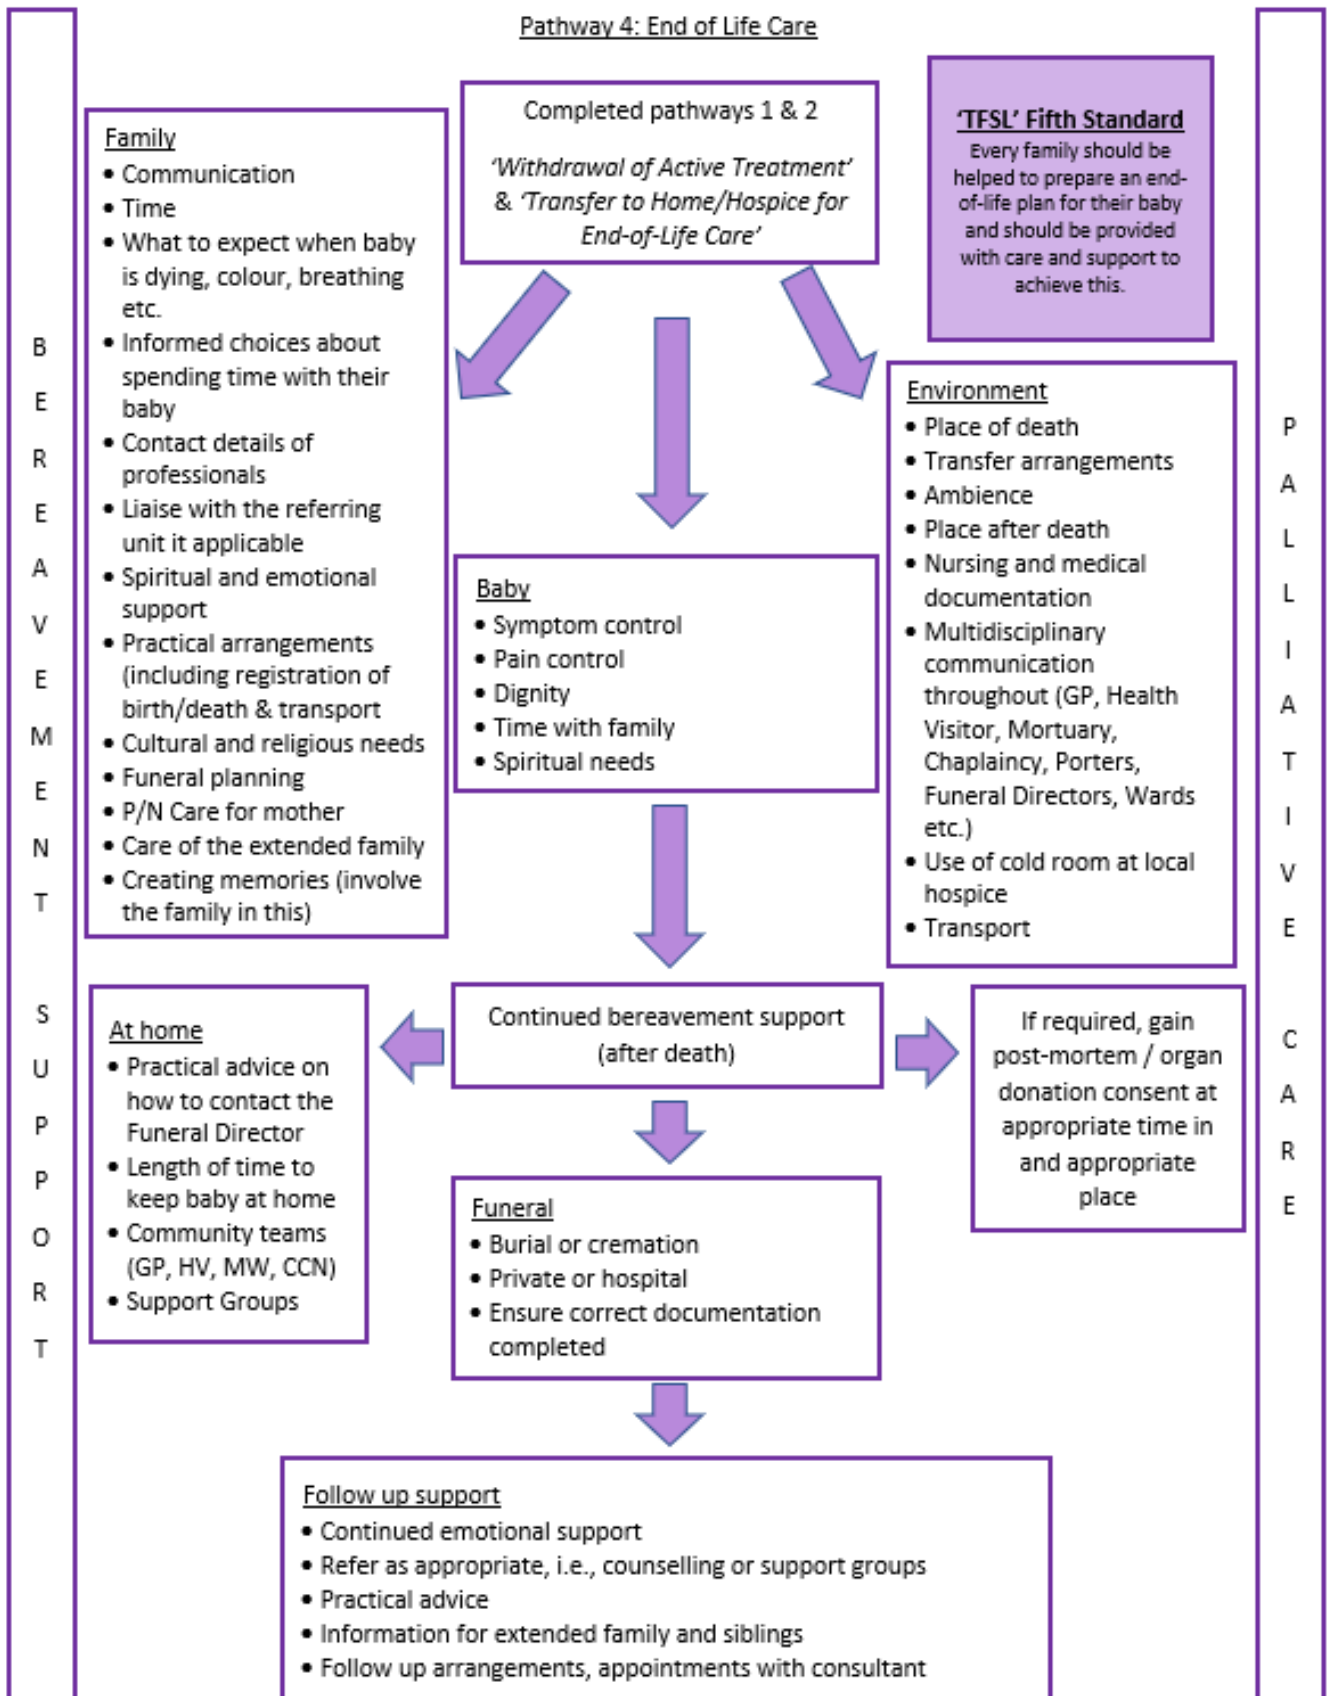 Pathway 4: End of Life Care
Completed pathways 1 & 2
‘Withdrawal of Active Treatment’
& ‘Transfer to Home/Hospice for
End-of-Life Care’
‘TFSL’ Fifth Standard
Every family should be
helped to prepare an end-
of-life plan for their baby
and should be provided
with care and support to
achieve this.
Family
• Communication
• Time
• What to expect when baby
is dying, colour, breathing
etc.
• Informed choices about
spending time with their
baby
• Contact details of
professionals
• Liaise with the referring
unit it applicable
• Spiritual and emotional
support
• Practical arrangements
(including registration of
birth/death & transport
• Cultural and religious needs
• Funeral planning
• P/N Care for mother
• Care of the extended family
• Creating memories (involve
the family in this)
Baby
• Symptom control
• Pain control
• Dignity
• Time with family
• Spiritual needs
Environment
• Place of death
• Transfer arrangements
• Ambience
• Place after death
• Nursing and medical
documentation
• Multidisciplinary
communication
throughout (GP, Health
Visitor, Mortuary,
Chaplaincy, Porters,
Funeral Directors, Wards
etc.)
• Use of cold room at local
hospice
• Transport
At home
• Practical advice on
how to contact the
Funeral Director
• Length of time to
keep baby at home
• Community teams
(GP, HV, MW, CCN)
• Support Groups
Continued bereavement support
(after death)
If required, gain
post-mortem / organ
donation consent at
appropriate time in
and appropriate
place
Funeral
• Burial or cremation
• Private or hospital
• Ensure correct documentation
completed
Follow up support
• Continued emotional support
• Refer as appropriate, i.e., counselling or support groups
• Practical advice
• Information for extended family and siblings
• Follow up arrangements, appointments with consultant
BEREAVEMENT SUPPORT
PALLIATIVE CARE